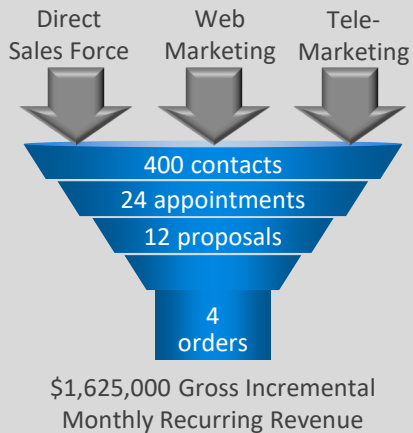 Direct
Sales Force
Web
Marketing
Tele-
Marketing
400 contacts
24 appointments
12 proposals
4
orders
$1,625,000 Gross Incremental
Monthly Recurring Revenue